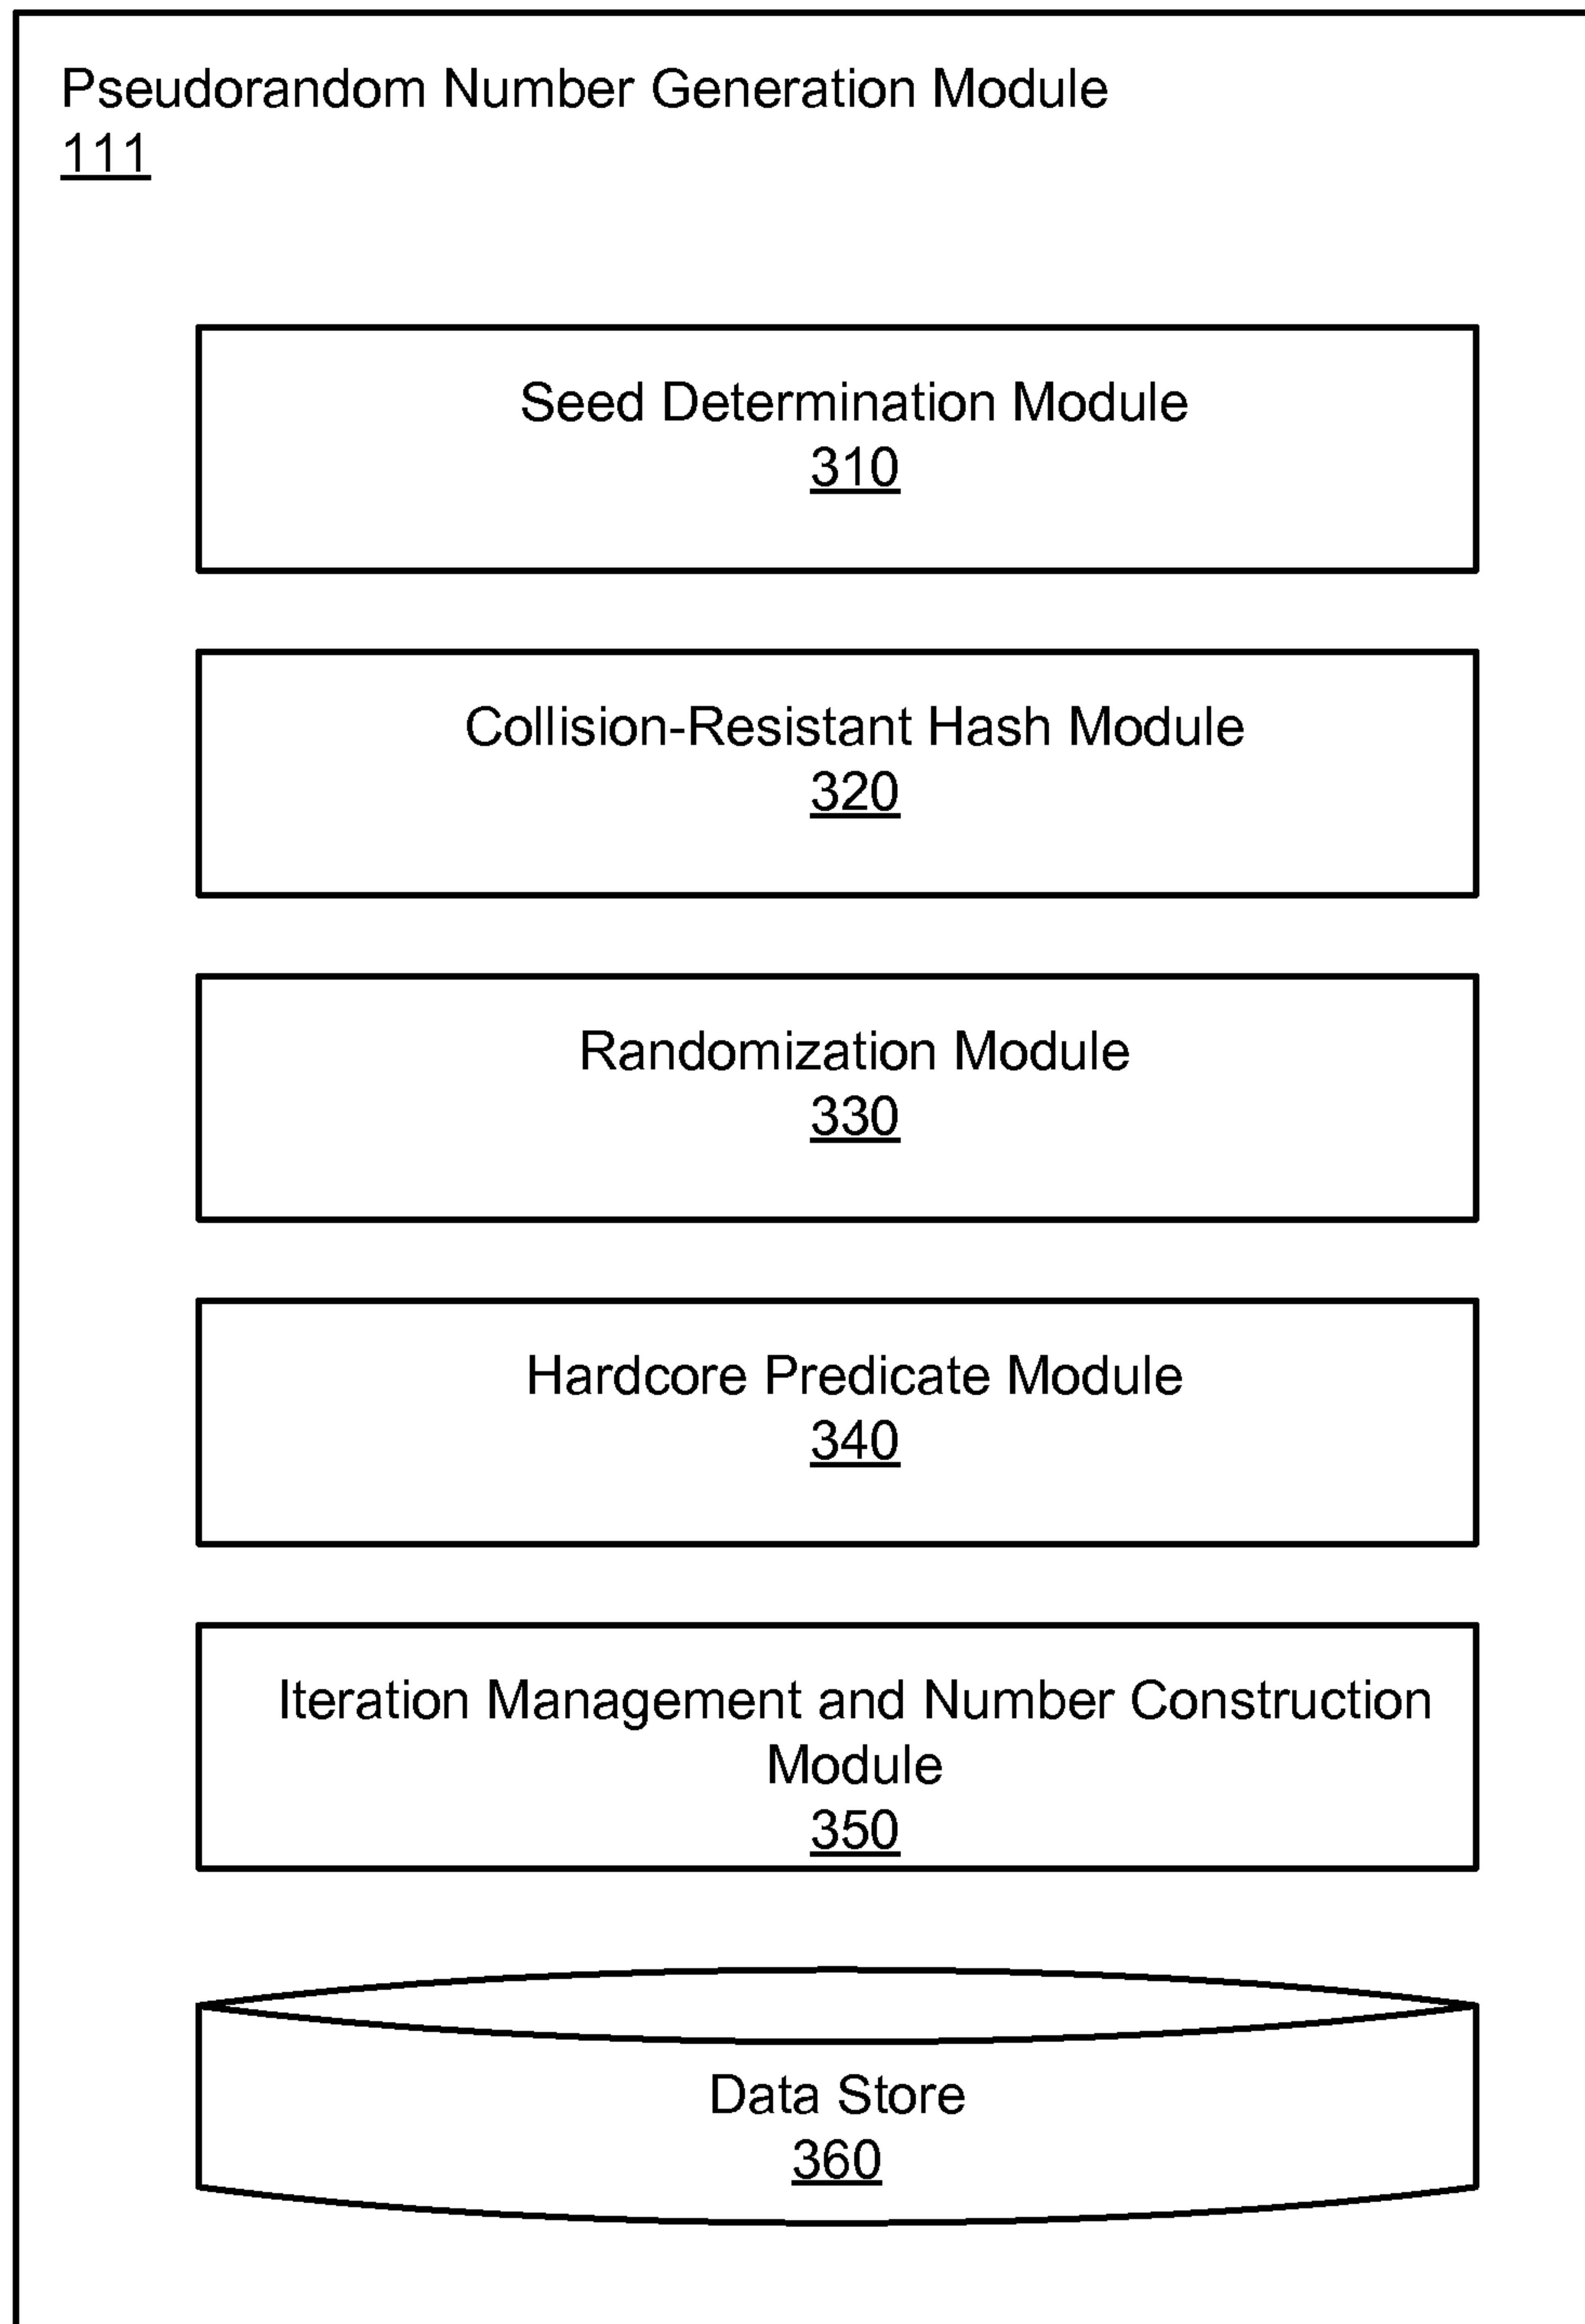 Pseudorandom Number Generation Module
111
Seed Determination Module
310
Collision-Resistant Hash Module
320
Randomization Module
330
Hardcore Predicate Module
340
Iteration Management and Number Construction
Module
350
Data Store
360